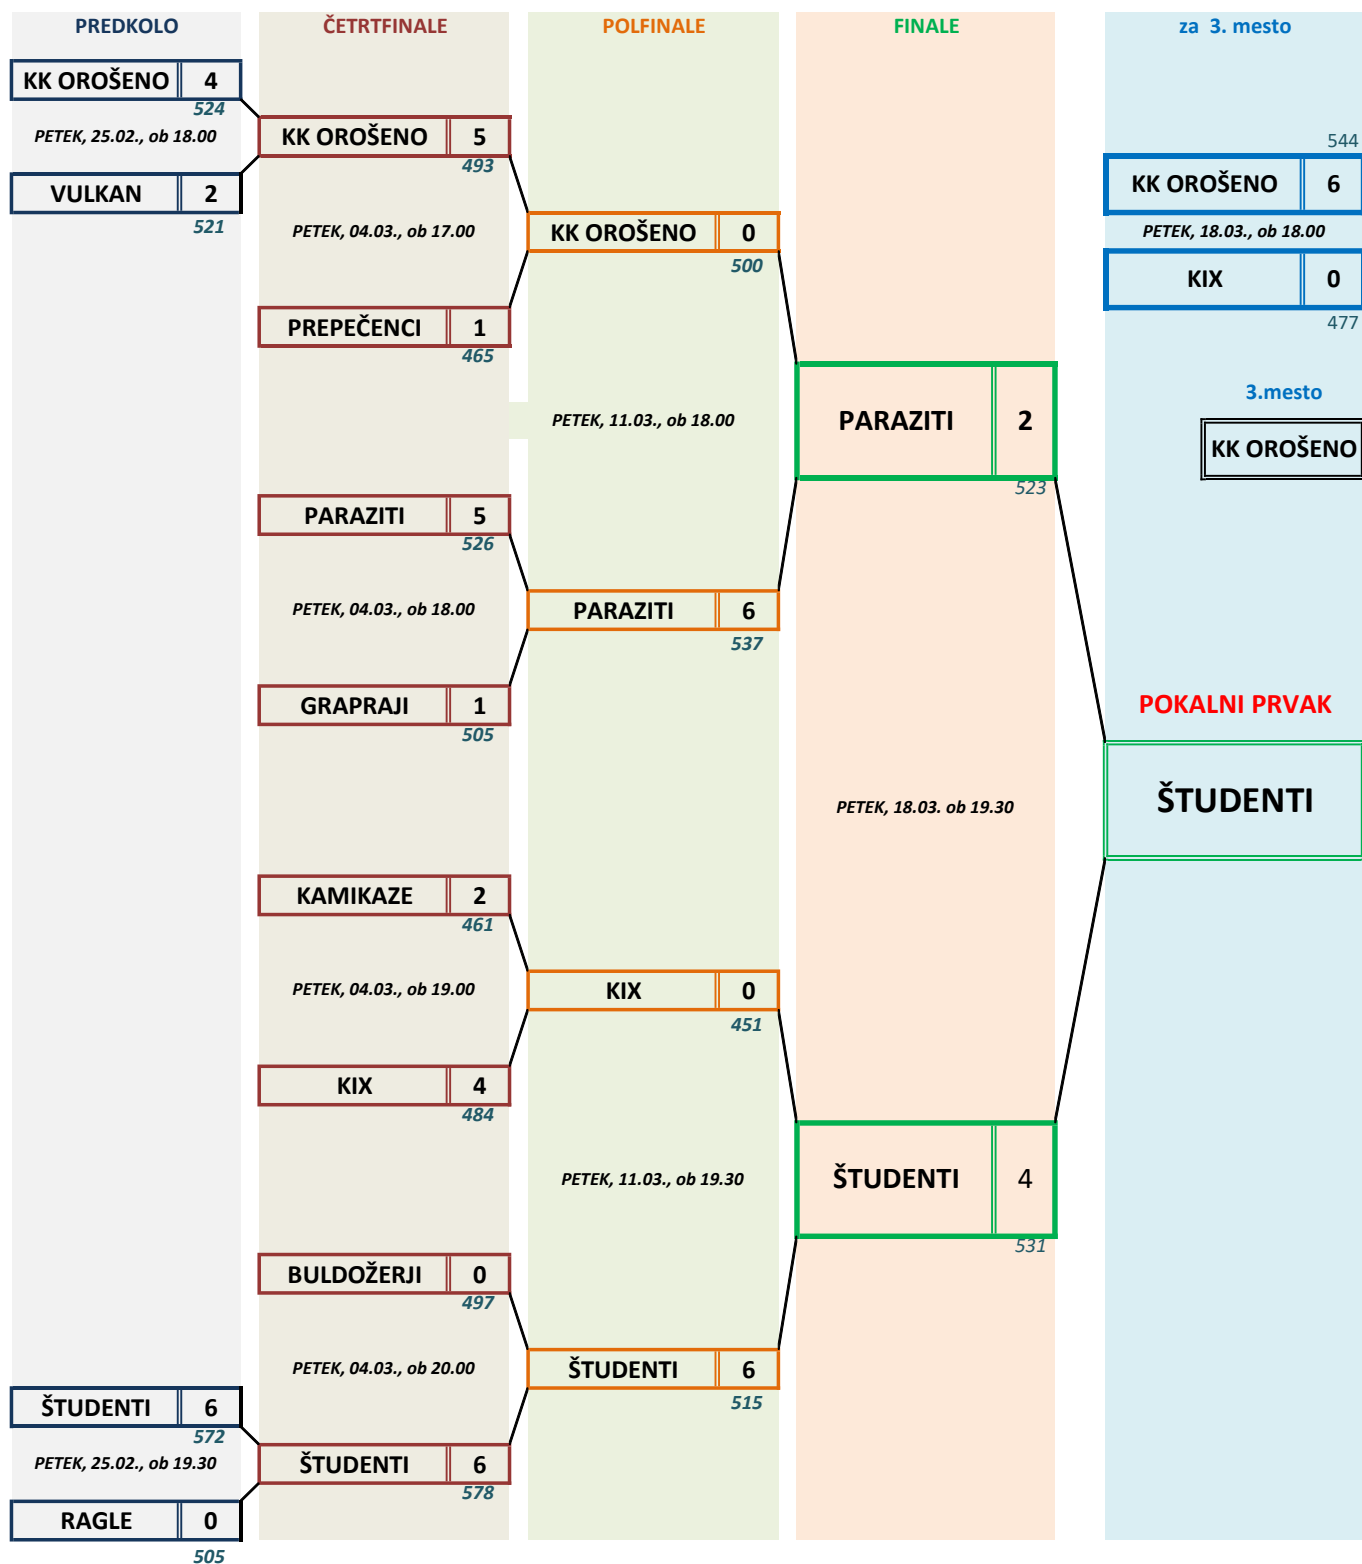 PREDKOLO
KK OROŠENO 4
524
PETEK, 25.02., ob 18.00
VULKAN 2
521
ŠTUDENTI 6
572
PETEK, 25.02., ob 19.30
RAGLE 0
505
ČETRTFINALE
KK OROŠENO 5
493
PETEK, 04.03., ob 17.00
PREPEČENCI 1
465
PARAZITI 5
526
PETEK, 04.03., ob 18.00
GRAPRAJI 1
505
KAMIKAZE 2
461
PETEK, 04.03., ob 19.00
KIX 4
484
BULDOŽERJI 0
497
PETEK, 04.03., ob 20.00
ŠTUDENTI 6
578
POLFINALE
KK OROŠENO 0
500
PETEK, 11.03., ob 18.00
PARAZITI 6
537
KIX 0
451
PETEK, 11.03., ob 19.30
ŠTUDENTI 6
515
FINALE
PARAZITI 2
523
PETEK, 18.03. ob 19.30
ŠTUDENTI 4
531
za 3. mesto
544
KK OROŠENO 6
PETEK, 18.03., ob 18.00
KIX 0
477
3.mesto
KK OROŠENO
POKALNI PRVAK
ŠTUDENTI